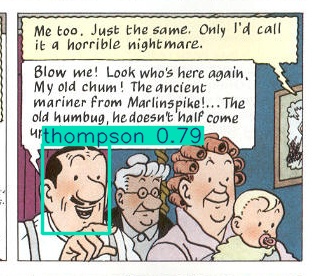 Me too. Just the same. Only I'd call
it a horrible nightmare.
Blow me! Look who's here again.
My old chum! The ancient
mariner from Marlinspike!... The
old humbug, he doesn't half come
up
thompson 0.79